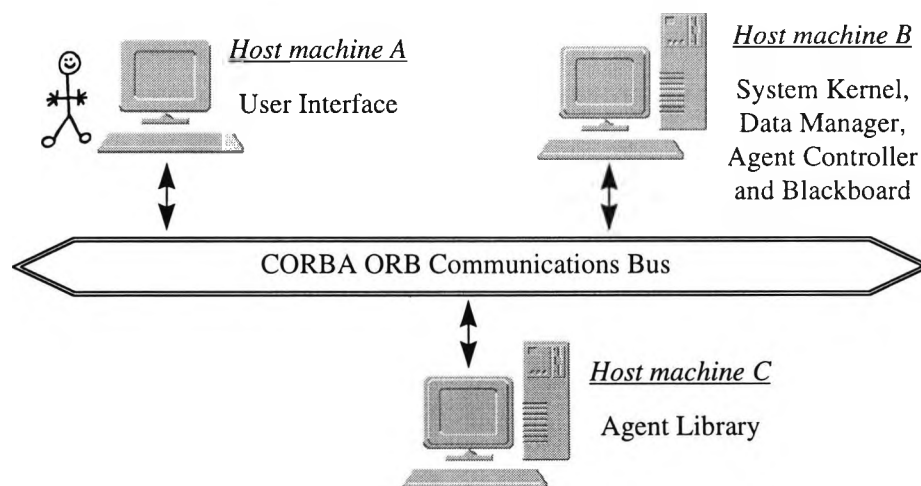 Host machine A
User Interface
Host machine B
System Kernel,
Data Manager,
Agent Controller
and Blackboard
CORBA ORB Communications Bus
Host machine C
Agent Library